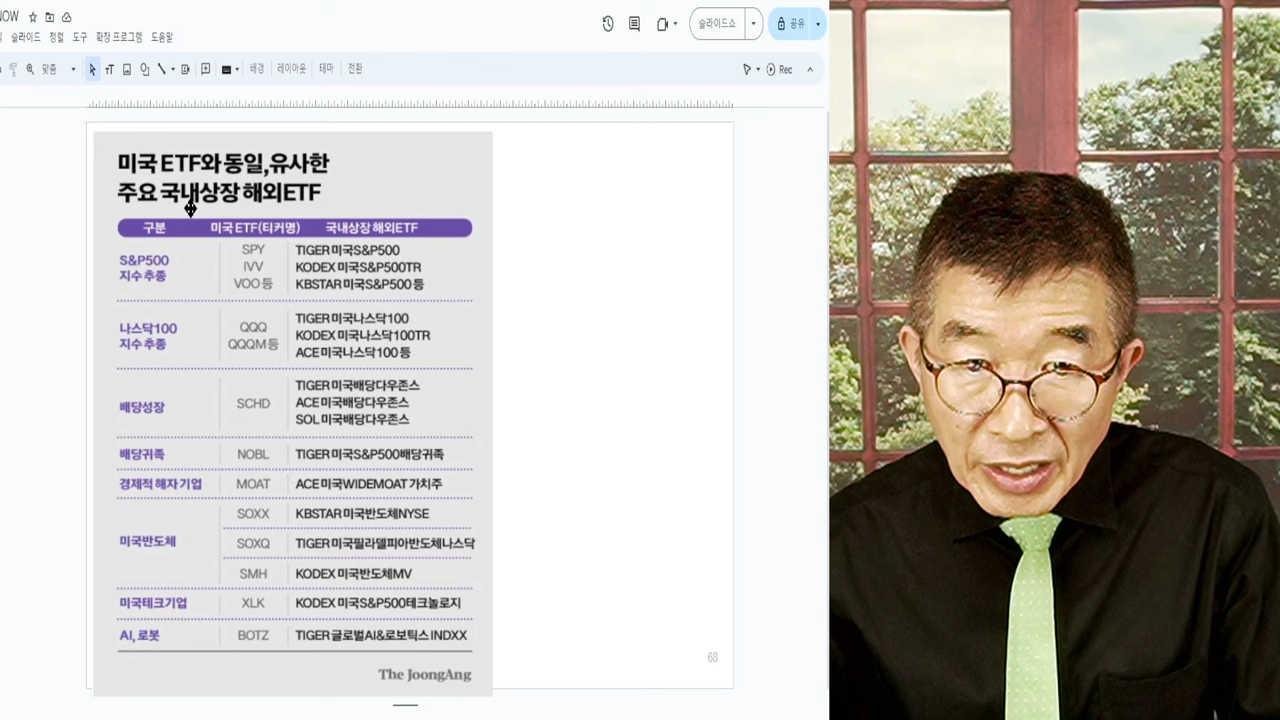 NOW
슬라이드 정렬 도구 확장 프로그램 도움말
슬라이드쇼
공유
맞춤
배경
레이아웃
테마
전환
Rec
미국 ETF와 동일,유사한
주요 국내상장 해외ETF
구분 미국 ETF(티커명) 국내상장 해외ETF
S&P500
지수 추종
SPY
IVV
VOO 등
TIGER 미국S&P500
KODEX 미국S&P500TR
KBSTAR 미국S&P500 등
나스닥100
지수 추종
QQQ
QQQM 등
TIGER 미국나스닥100
KODEX 미국나스닥100TR
ACE 미국나스닥100 등
배당성장
SCHD
TIGER 미국배당다우존스
ACE 미국배당다우존스
SOL 미국배당다우존스
배당귀족 NOBL TIGER 미국S&P500배당귀족
경제적 해자 기업 MOAT ACE 미국WIDEMOAT 가치주
미국반도체
SOXX KBSTAR 미국반도체NYSE
SOXQ TIGER 미국필라델피아반도체나스닥
SMH KODEX 미국반도체MV
미국테크기업 XLK KODEX 미국S&P500테크놀로지
AI, 로봇 BOTZ TIGER 글로벌AI&로보틱스 INDXX
The JoongAng
68